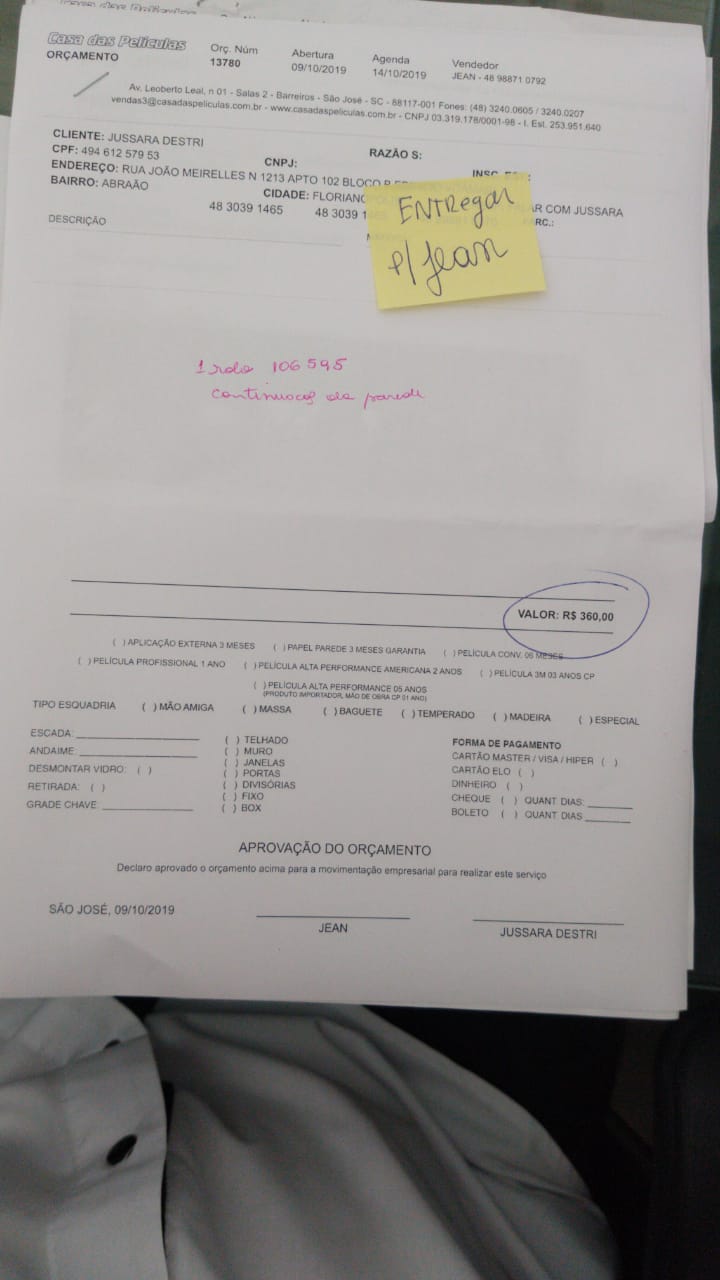 Casa das Películas
ORÇAMENTO
Orç. Núm
13780
Abertura
09/10/2019
Agenda
14/10/2019
Vendedor
JEAN - 48 98871 0792
Av. Leoberto Leal, n 01 - Salas 2 - Barreiros - São José - SC - 88117-001 Fones: (48) 3240.0605 / 3240.0207
vendas3@casadaspeliculas.com.br - www.casadaspeliculas.com.br - CNPJ 03.319.178/0001-98 - I. Est. 253.951.640
CLIENTE: JUSSARA DESTRI
CPF: 494 612 579 53 CNPJ: RAZÃO S:
ENDEREÇO: RUA JOÃO MEIRELLES N 1213 APTO 102 BLOCO B
BAIRRO: ABRAÃO CIDADE: COM JUSSARA
48 3039 1465 48 3039
DESCRIÇÃO
ENTRegar
p/ Jean
1 rolo 106595
VALOR: R$ 360,00
( ) APLICAÇÃO EXTERNA 3 MESES ( ) PAPEL PAREDE 3 MESES GARANTIA ( ) PELÍCULA CONV. 06 MESES
( ) PELÍCULA PROFISSIONAL 1 ANO ( ) PELÍCULA ALTA PERFORMANCE AMERICANA 2 ANOS ( ) PELÍCULA 3M 03 ANOS CP
( ) PELÍCULA ALTA PERFORMANCE 05 ANOS
(PRODUTO IMPORTADOR, MÃO DE OBRA CP 01 ANO)
TIPO ESQUADRIA ( ) MÃO AMIGA ( ) MASSA ( ) BAGUETE ( ) TEMPERADO ( ) MADEIRA ( ) ESPECIAL
ESCADA:
ANDAIME
DESMONTAR VIDRO: ( )
RETIRADA: ( )
GRADE CHAVE:
( ) TELHADO
( ) MURO
( ) JANELAS
( ) PORTAS
( ) DIVISÓRIAS
( ) FIXO
( ) BOX
FORMA DE PAGAMENTO
CARTÃO MASTER / VISA / HIPER ( )
CARTÃO ELO ( )
DINHEIRO ( )
CHEQUE ( ) QUANT. DIAS:
BOLETO ( ) QUANT DIAS
APROVAÇÃO DO ORÇAMENTO
Declaro aprovado o orçamento acima para a movimentação empresarial para realizar este serviço
SÃO JOSÉ, 09/10/2019
JEAN
JUSSARA DESTRI